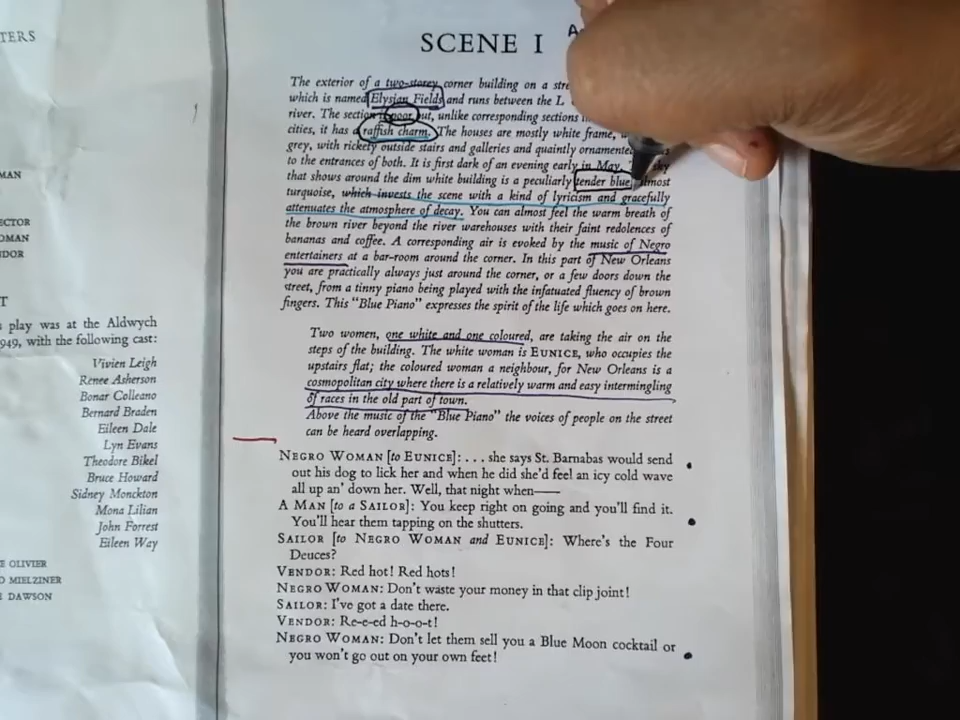 TERS
MAN
ECTOR
OMAN
NDOR
T
s play was at the Aldwych
949, with the following cast:
Vivien Leigh
Renee Asherson
Bonar Colleano
Bernard Braden
Eileen Dale
Lyn Evans
Theodore Bikel
Bruce Howard
Sidney Monckton
Mona Lilian
John Forrest
Eileen Way
E OLIVIER
O MIELZINER
E DAWSON
SCENE I
The exterior of a two-storey corner building on a
which is named Elysian Fields and runs between the L
river. The section is poor but, unlike corresponding sections
cities, it has a raffish charm. The houses are mostly white frame,
grey, with rickety outside stairs and galleries and quaintly ornamented
to the entrances of both. It is first dark of an evening early in May.
that shows around the dim white building is a peculiarly tender blue, almost
turquoise, which invests the scene with a kind of lyricism and gracefully
attenuates the atmosphere of decay. You can almost feel the warm breath of
the brown river beyond the river warehouses with their faint redolences of
bananas and coffee. A corresponding air is evoked by the music of Negro
entertainers at a bar-room around the corner. In this part of New Orleans
you are practically always just around the corner, or a few doors down the
street, from a tinny piano being played with the infatuated fluency of brown
fingers. This "Blue Piano" expresses the spirit of the life which goes on here.
Two women, one white and one coloured, are taking the air on the
steps of the building. The white woman is EUNICE, who occupies the
upstairs flat; the coloured woman a neighbour, for New Orleans is a
cosmopolitan city where there is a relatively warm and easy intermingling
of races in the old part of town.
Above the music of the "Blue Piano" the voices of people on the street
can be heard overlapping.
NEGRO WOMAN [to EUNICE]: . . . she says St. Barnabas would send
out his dog to lick her and when he did she'd feel an icy cold wave
all up an' down her. Well, that night when——
A MAN [to a SAILOR]: You keep right on going and you'll find it.
You'll hear them tapping on the shutters.
SAILOR [to NEGRO WOMAN and EUNICE]: Where's the Four
Deuces?
VENDOR: Red hot! Red hots!
NEGRO WOMAN: Don't waste your money in that clip joint!
SAILOR: I've got a date there.
VENDOR: Re-e-ed h-o-o-t!
NEGRO WOMAN: Don't let them sell you a Blue Moon cocktail or
you won't go out on your own feet!